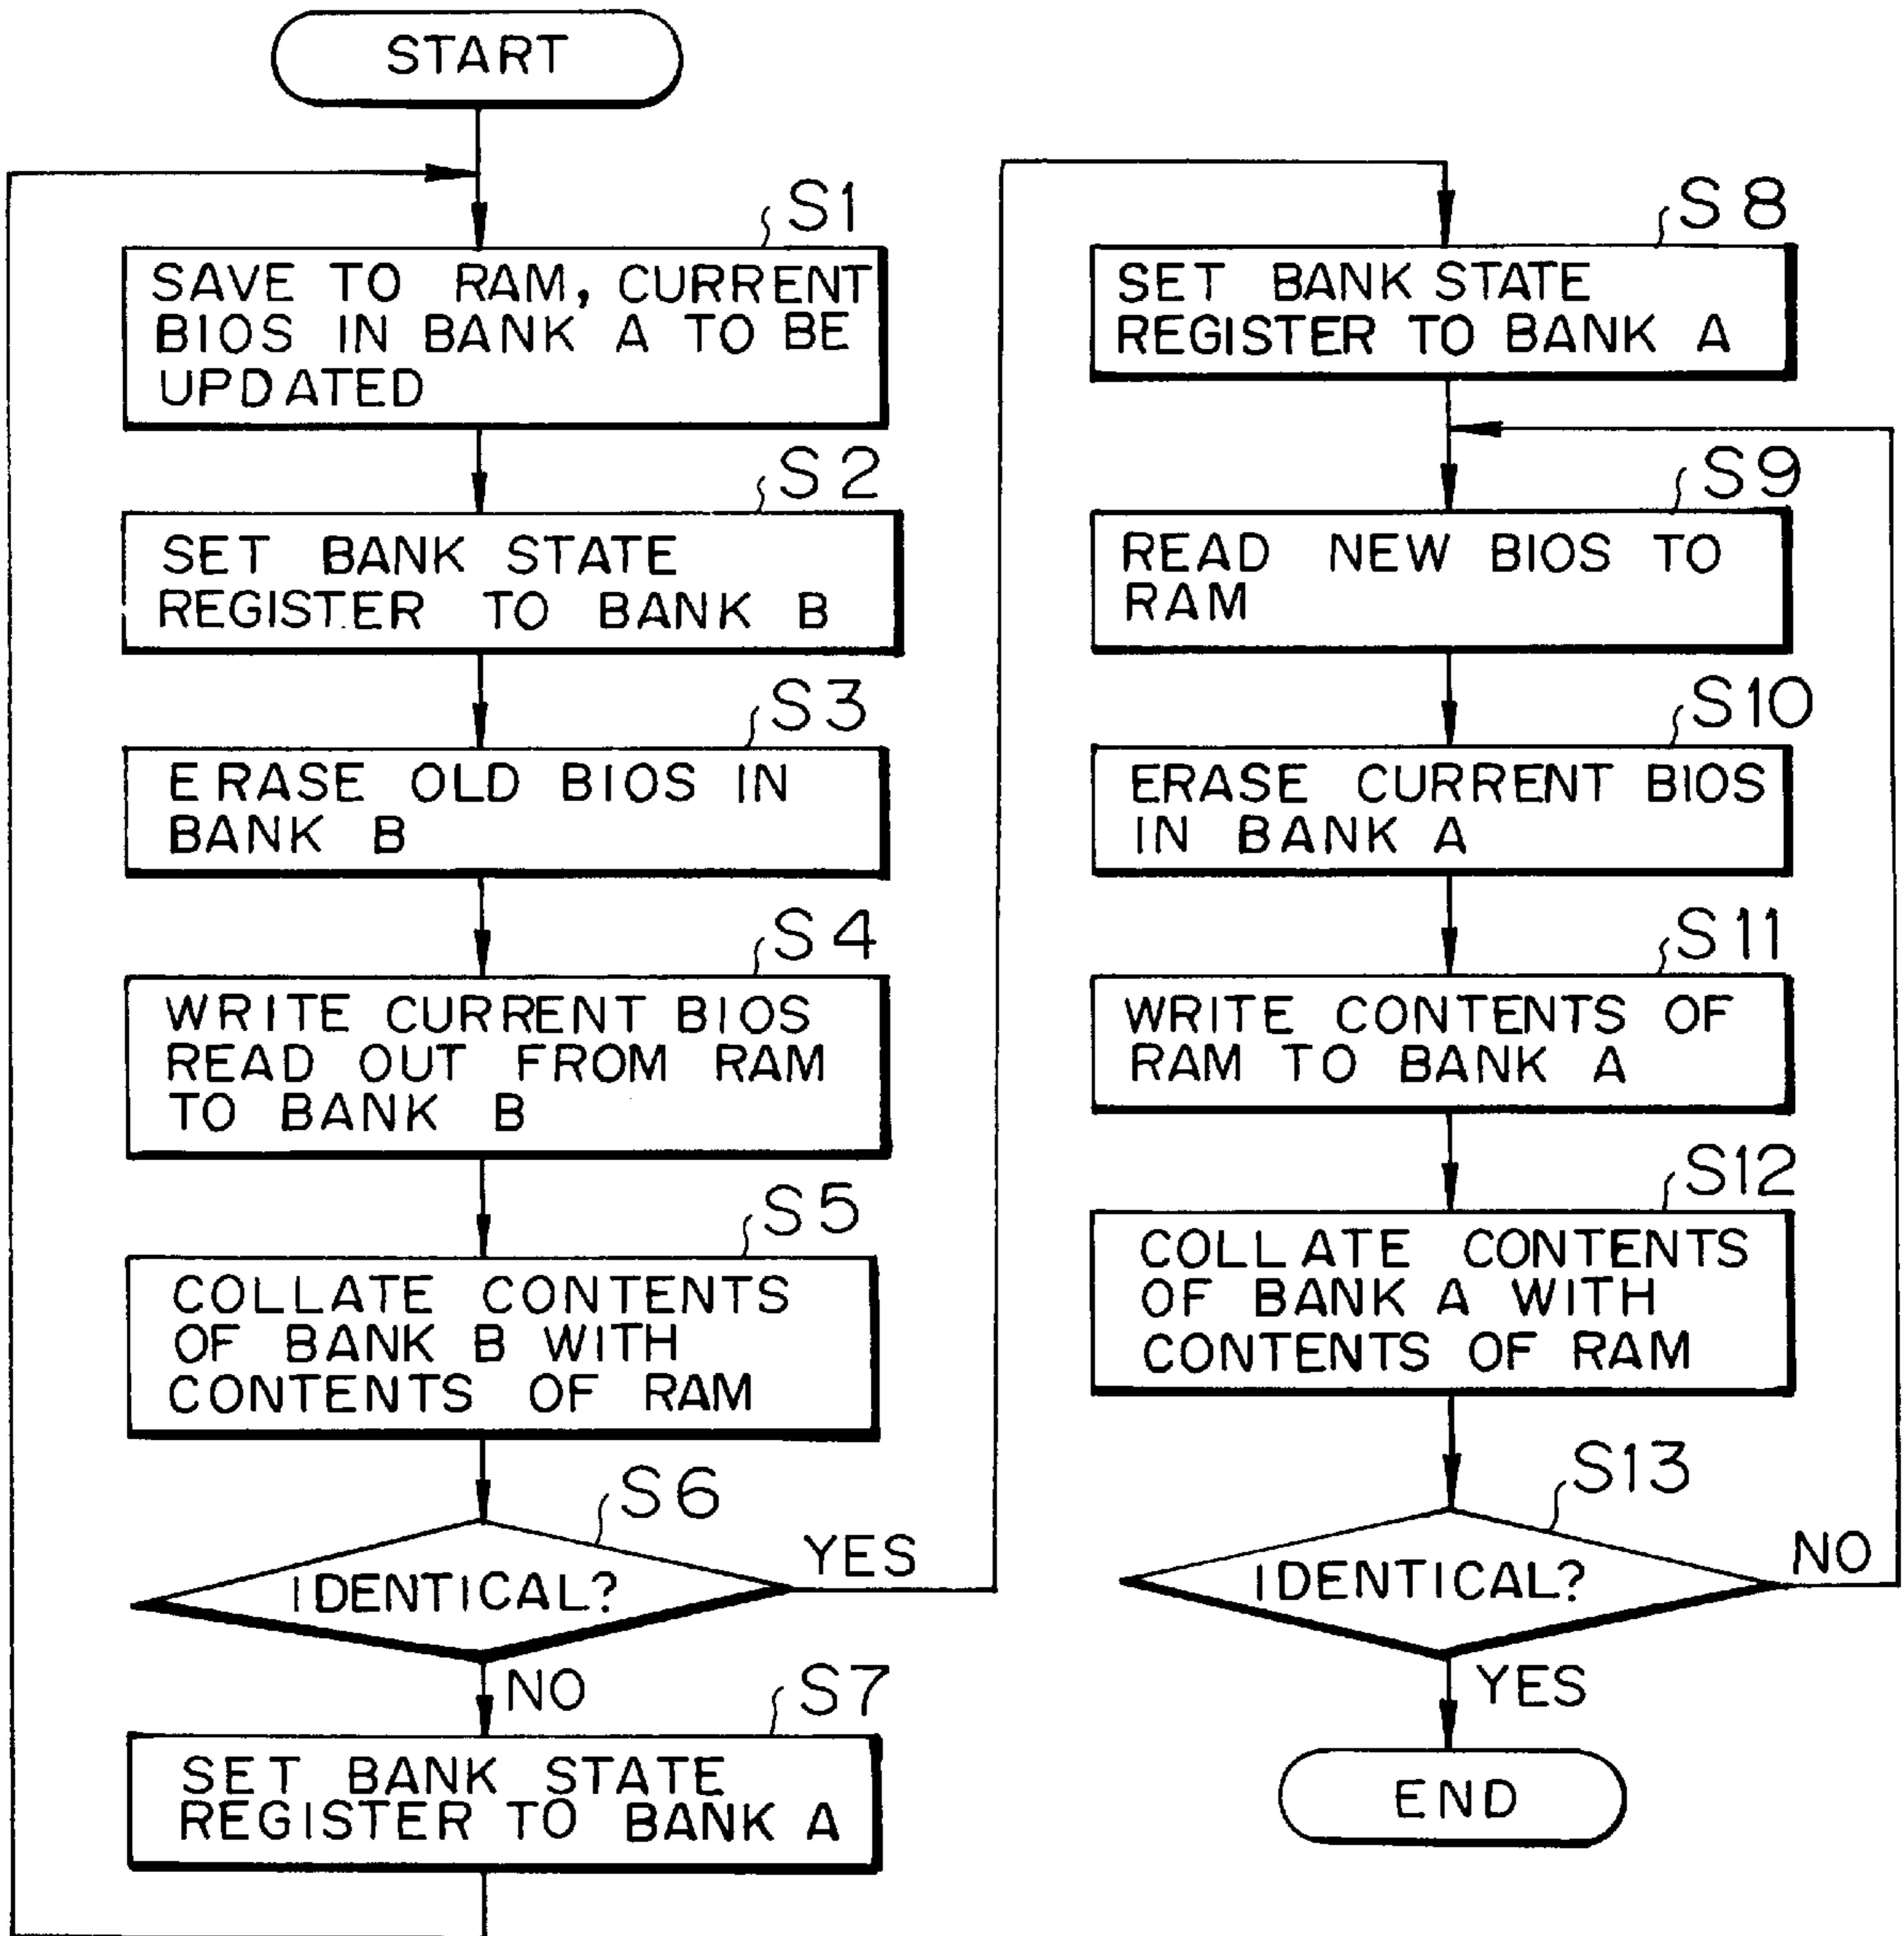 START
S1
SAVE TO RAM, CURRENT
BIOS IN BANK A TO BE
UPDATED
S2
SET BANK STATE
REGISTER TO BANK B
S3
ERASE OLD BIOS IN
BANK B
S4
WRITE CURRENT BIOS
READ OUT FROM RAM
TO BANK B
S5
COLLATE CONTENTS
OF BANK B WITH
CONTENTS OF RAM
S6
IDENTICAL?
YES
NO
S7
SET BANK STATE
REGISTER TO BANK A
S8
SET BANK STATE
REGISTER TO BANK A
S9
READ NEW BIOS TO
RAM
S10
ERASE CURRENT BIOS
IN BANK A
S11
WRITE CONTENTS OF
RAM TO BANK A
S12
COLLATE CONTENTS
OF BANK A WITH
CONTENTS OF RAM
S13
IDENTICAL?
NO
YES
END